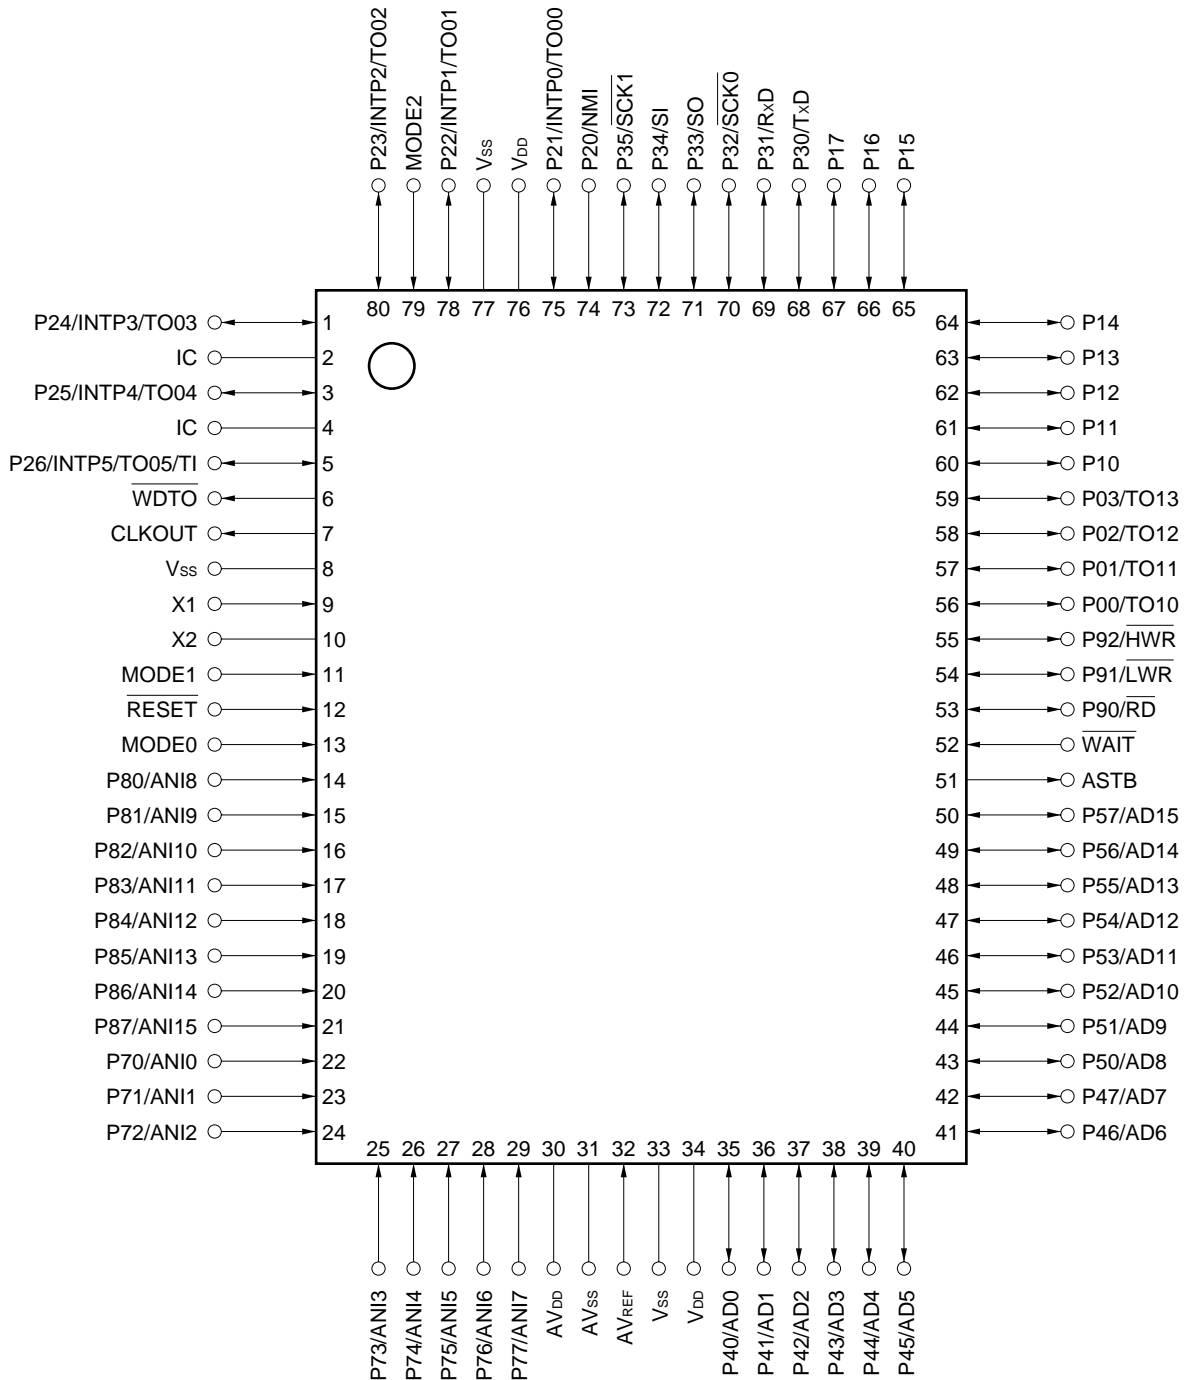 P23/INTP2/TO02
MODE2
P22/INTP1/TO01
VSS
VDD
P21/INTP0/TO00
P20/NMI
P35/SCK1
P34/SI
P33/SO
P32/SCK0
P31/RxD
P30/TxD
P17
P16
P15
80 79 78 77 76 75 74 73 72 71 70 69 68 67 66 65
P24/INTP3/TO03 1 64 P14
IC 2 63 P13
P25/INTP4/TO04 3 62 P12
IC 4 61 P11
P26/INTP5/TO05/TI 5 60 P10
WDTO 6 59 P03/TO13
CLKOUT 7 58 P02/TO12
VSS 8 57 P01/TO11
X1 9 56 P00/TO10
X2 10 55 P92/HWR
MODE1 11 54 P91/LWR
RESET 12 53 P90/RD
MODE0 13 52 WAIT
P80/ANI8 14 51 ASTB
P81/ANI9 15 50 P57/AD15
P82/ANI10 16 49 P56/AD14
P83/ANI11 17 48 P55/AD13
P84/ANI12 18 47 P54/AD12
P85/ANI13 19 46 P53/AD11
P86/ANI14 20 45 P52/AD10
P87/ANI15 21 44 P51/AD9
P70/ANI0 22 43 P50/AD8
P71/ANI1 23 42 P47/AD7
P72/ANI2 24 41 P46/AD6
25 26 27 28 29 30 31 32 33 34 35 36 37 38 39 40
P73/ANI3
P74/ANI4
P75/ANI5
P76/ANI6
P77/ANI7
AVDD
AVSS
AVREF
VSS
VDD
P40/AD0
P41/AD1
P42/AD2
P43/AD3
P44/AD4
P45/AD5